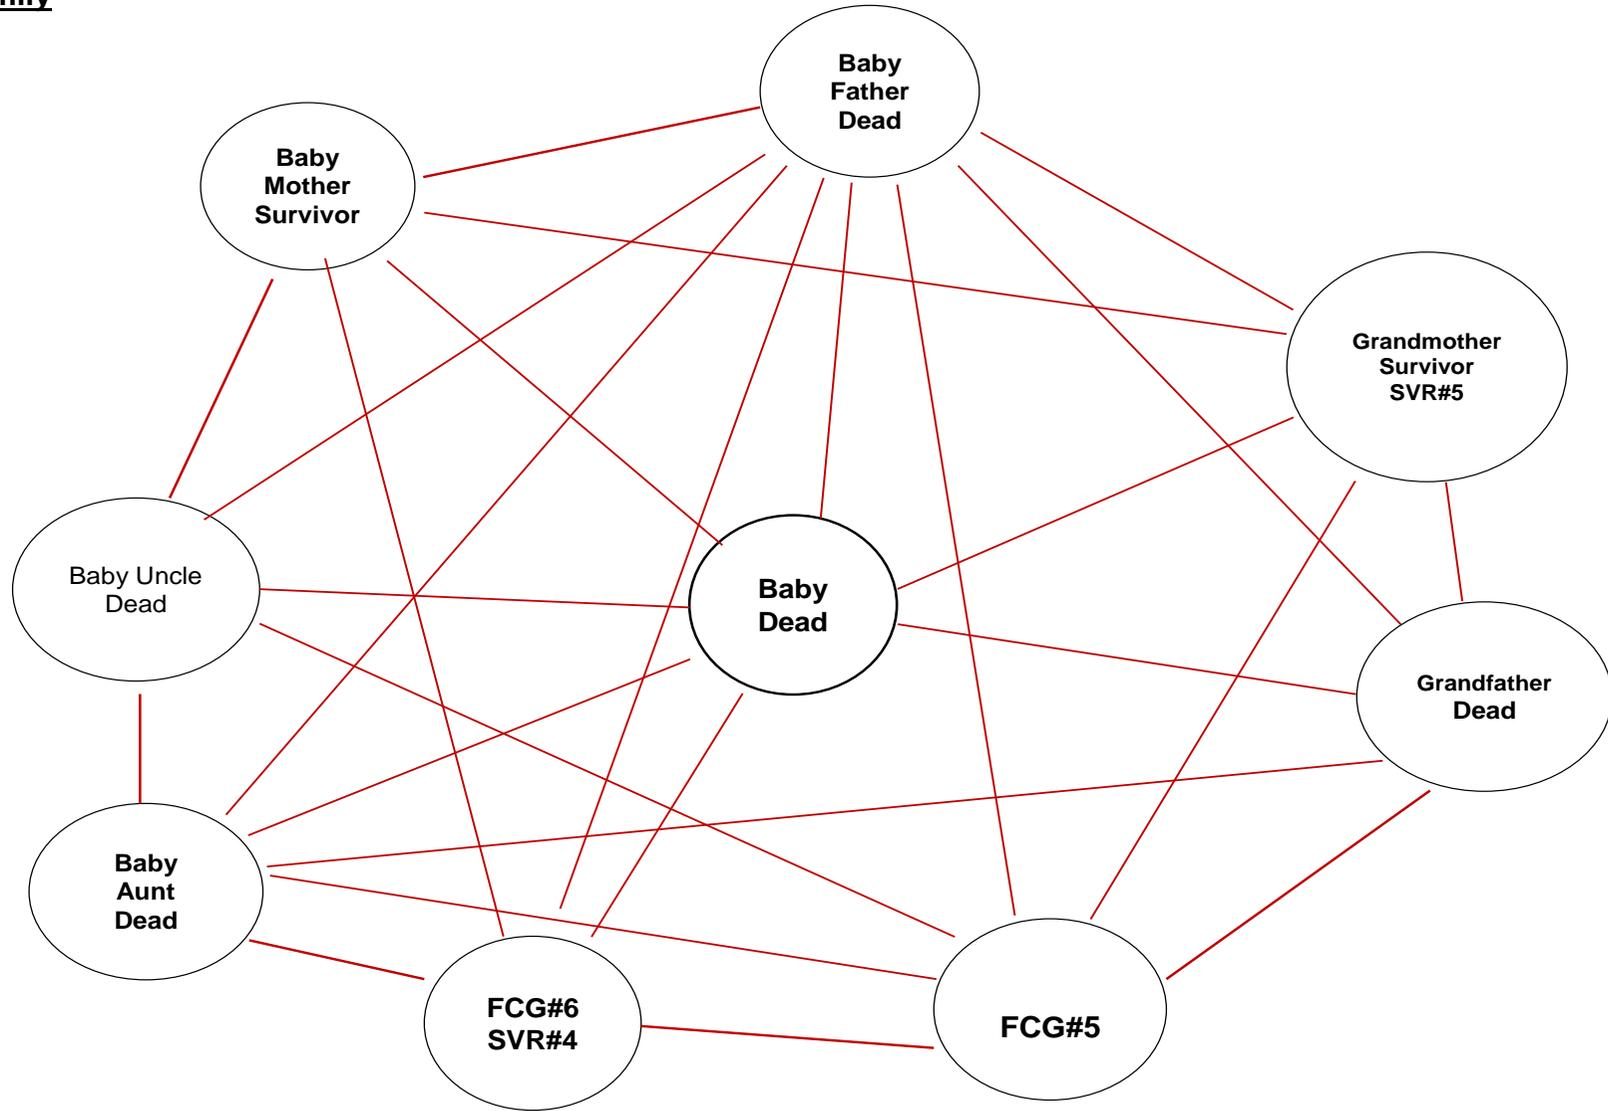 Baby
Father
Dead
Baby
Mother
Survivor
Grandmother
Survivor
SVR#5
Baby Uncle
Dead
Baby
Dead
Grandfather
Dead
Baby
Aunt
Dead
FCG#6
SVR#4
FCG#5